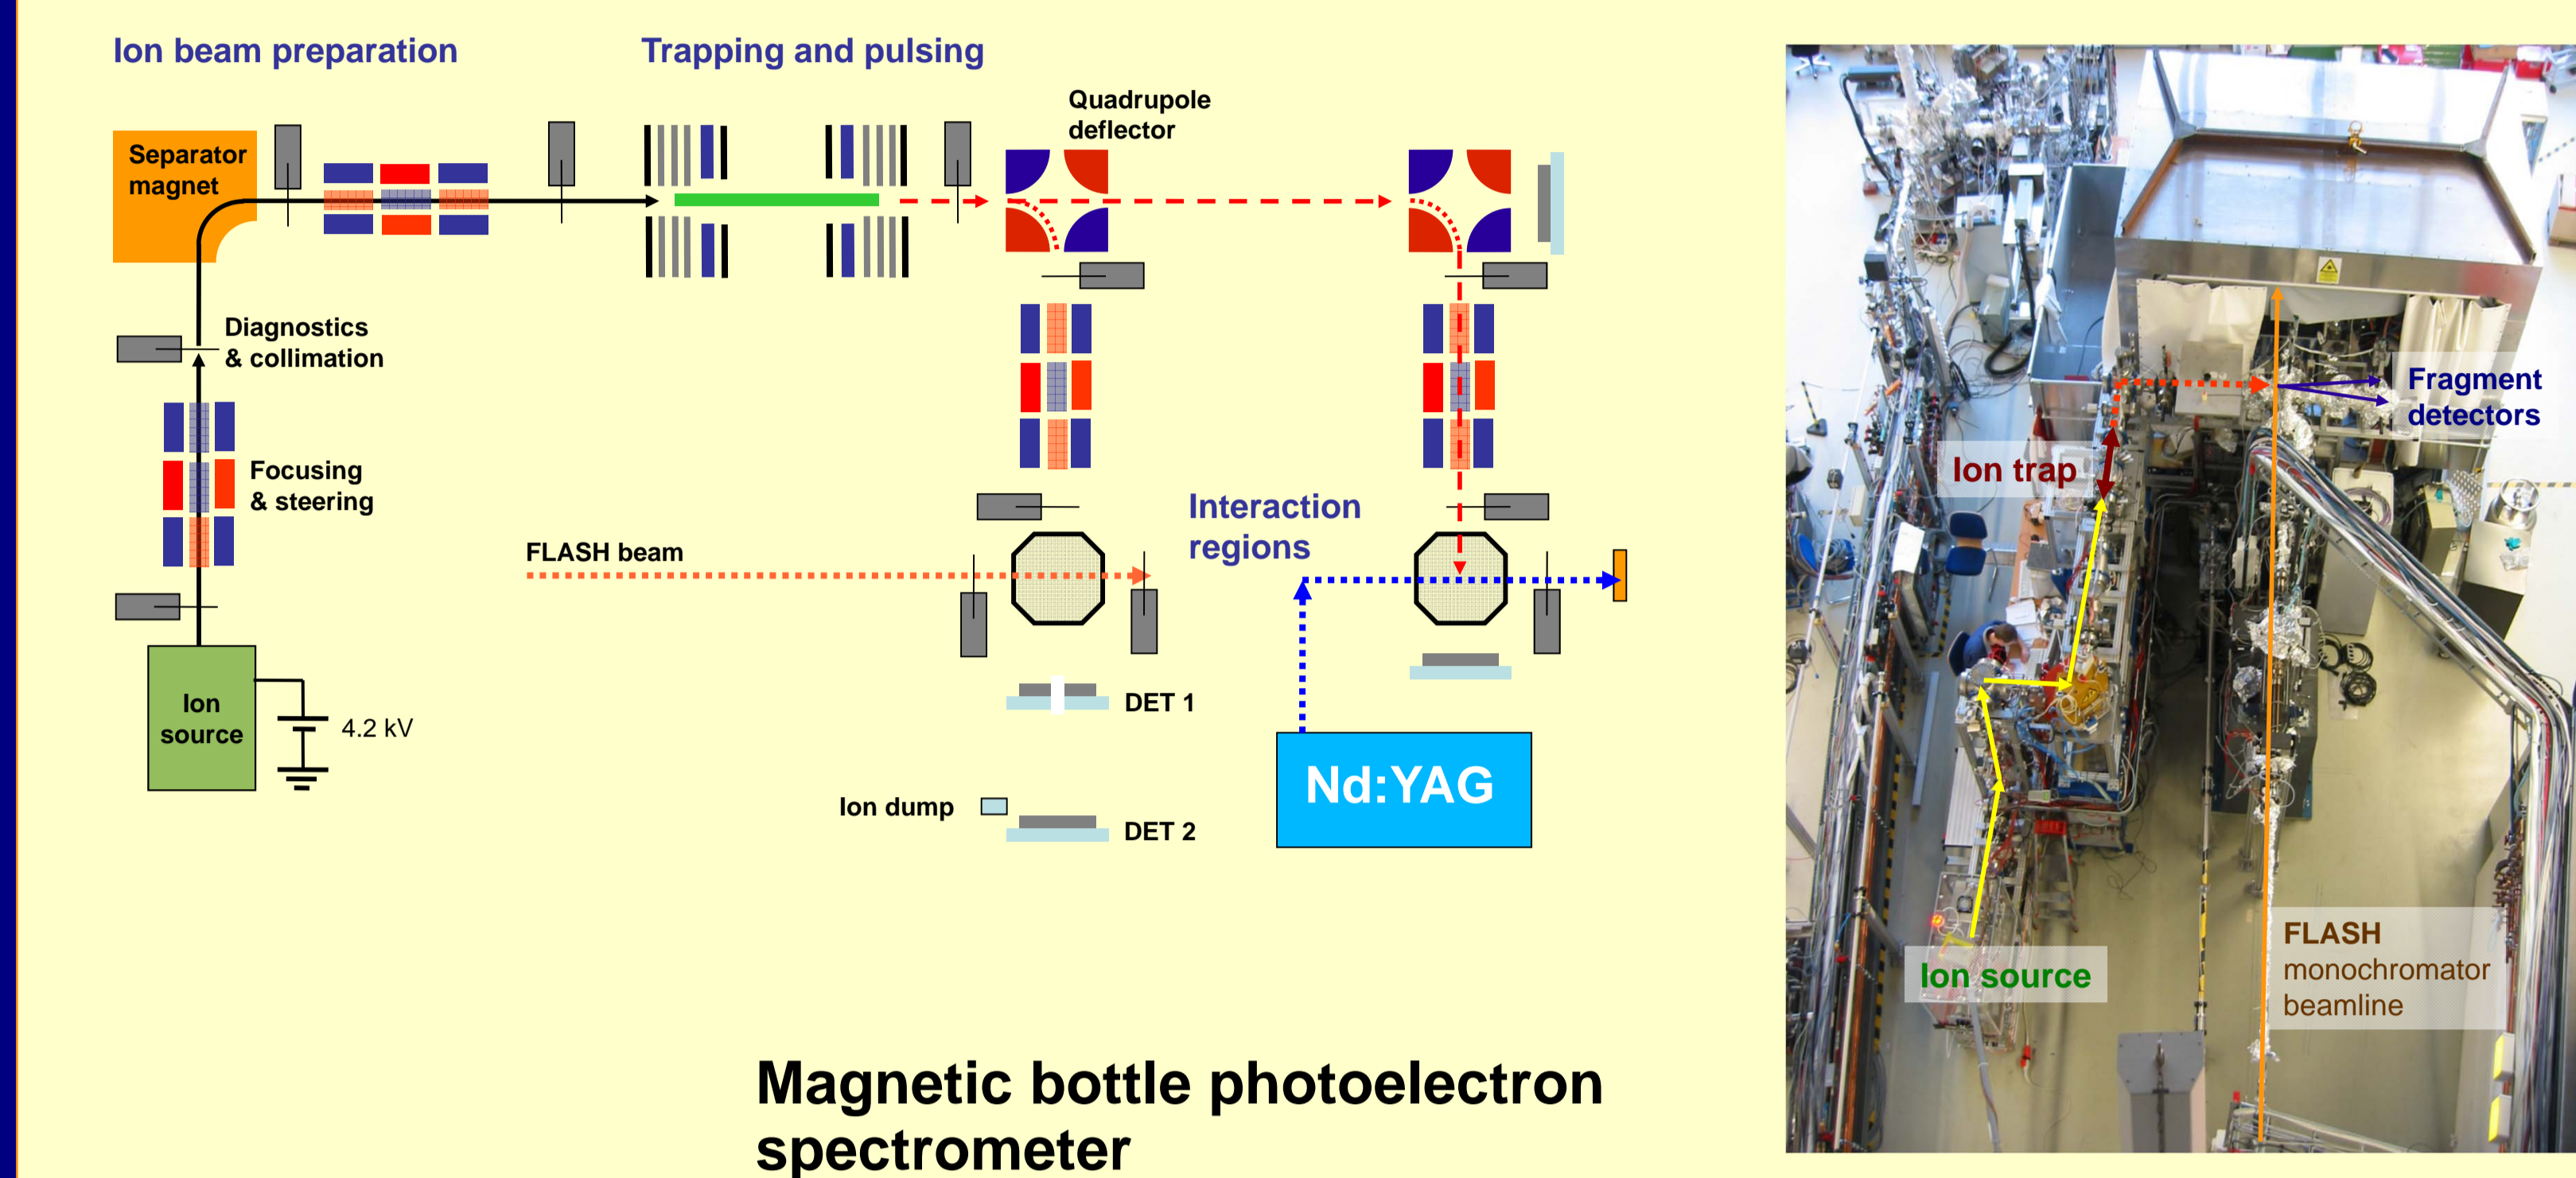 Ion beam preparation
Trapping and pulsing
Quadrupole
deflector
Separator
magnet
Diagnostics
& collimation
Focusing
& steering
Interaction
regions
FLASH beam
Ion
source
4.2 kV
DET 1
Nd:YAG
Ion dump
DET 2
Magnetic bottle photoelectron
spectrometer
Fragment
detectors
Ion trap
FLASH
monochromator
beamline
Ion source